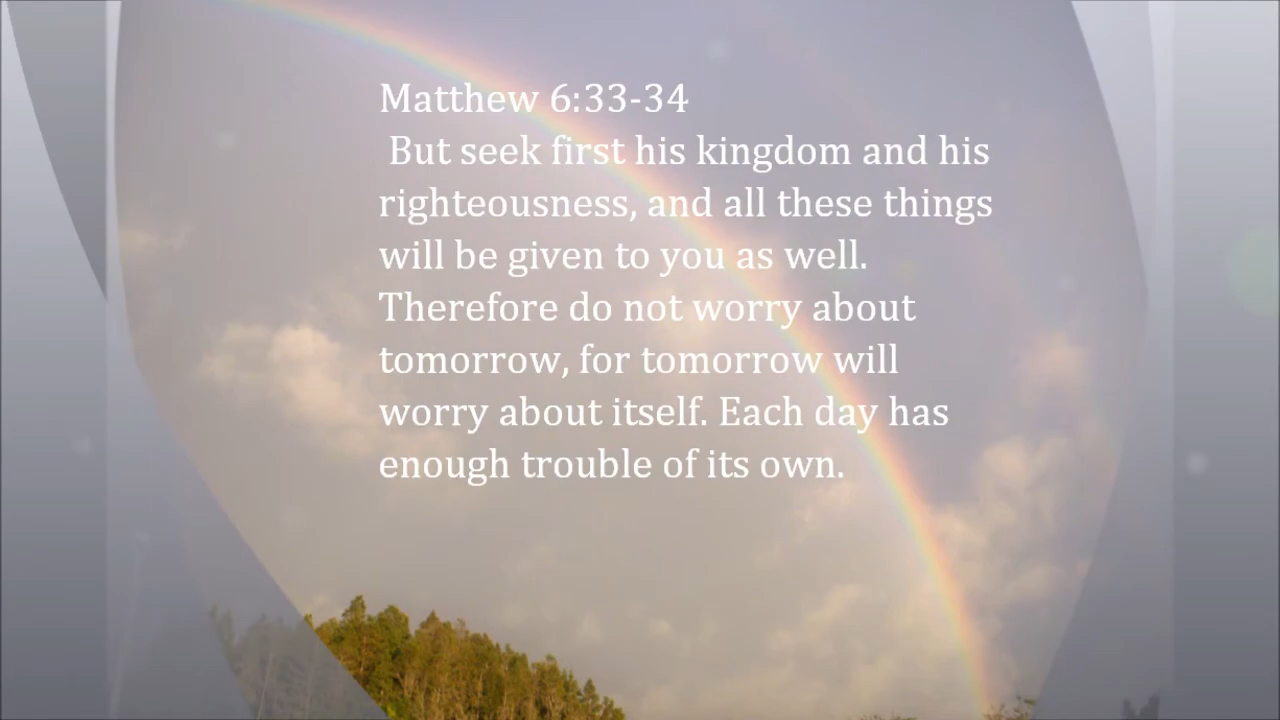 Matthew 6:33-34
But seek first his kingdom and his
righteousness, and all these things
will be given to you as well.
Therefore do not worry about
tomorrow, for tomorrow will
worry about itself. Each day has
enough trouble of its own.